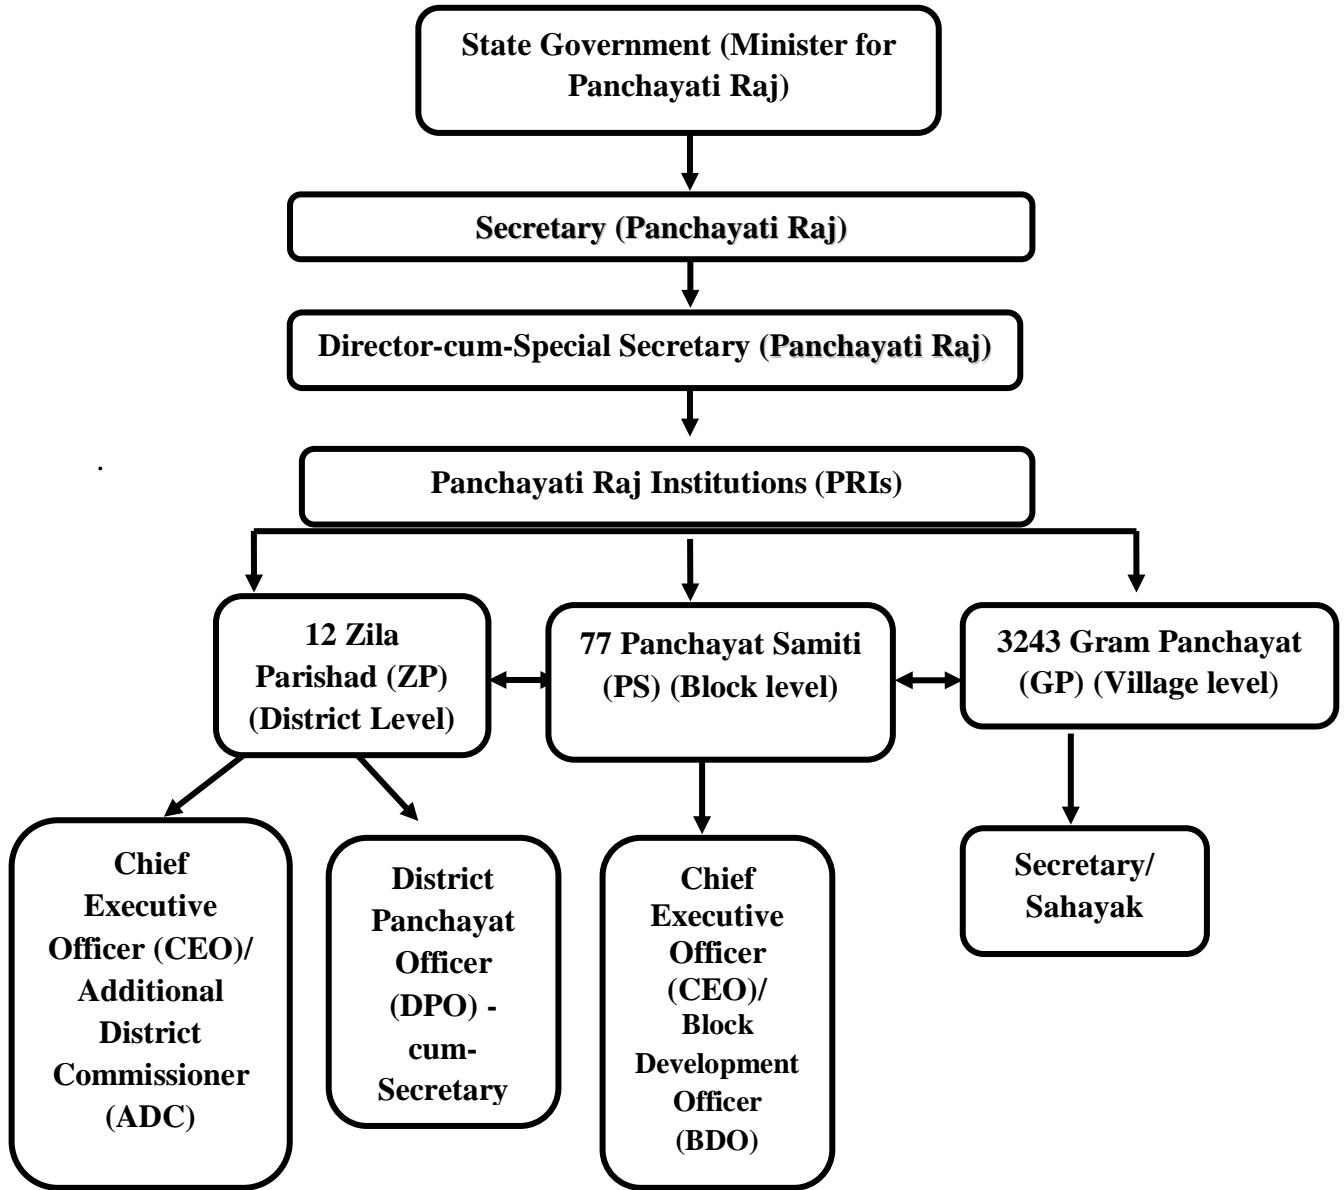 State Government (Minister for
Panchayati Raj)
Secretary (Panchayati Raj)
Director-cum-Special Secretary (Panchayati Raj)
.
Panchayati Raj Institutions (PRIs)
12 Zila
Parishad (ZP)
(District Level)
77 Panchayat Samiti
(PS) (Block level)
3243 Gram Panchayat
(GP) (Village level)
Chief
Executive
Officer (CEO)/
Additional
District
Commissioner
(ADC)
District
Panchayat
Officer
(DPO) -
cum-
Secretary
Chief
Executive
Officer
(CEO)/
Block
Development
Officer
(BDO)
Secretary/
Sahayak